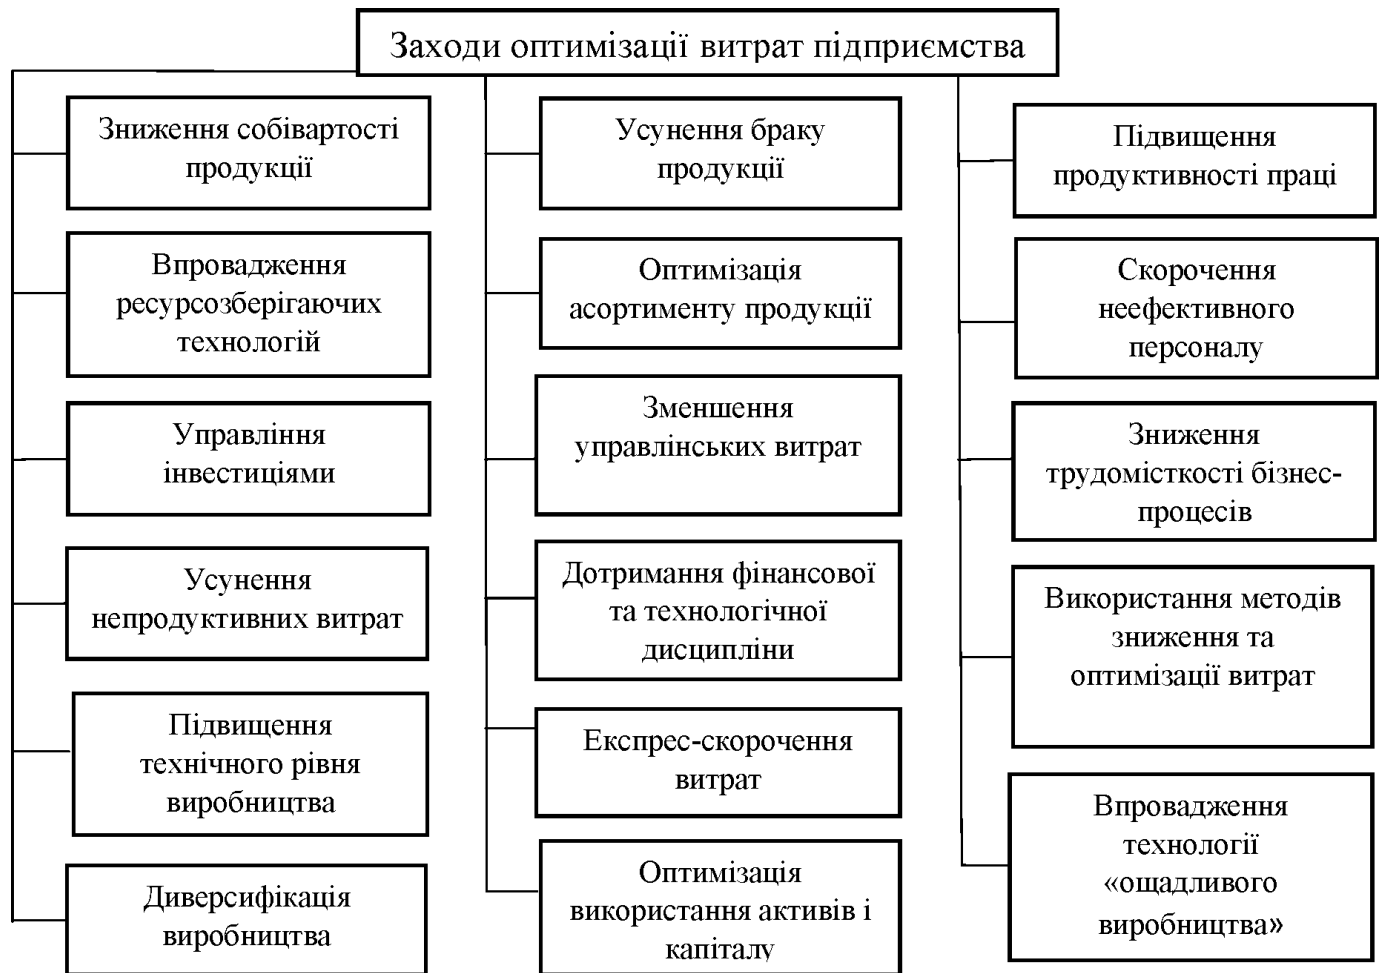 Заходи оптимізації витрат підприємства
Зниження собівартості
продукції
Впровадження
ресурсозберігаючих
технологій
Управління
інвестиціями
Усунення
непродуктивних витрат
Підвищення
технічного рівня
виробництва
Диверсифікація
виробництва
Усунення браку
продукції
Оптимізація
асортименту продукції
Зменшення
управлінських витрат
Дотримання фінансової
та технологічної
дисципліни
Експрес-скорочення
витрат
Оптимізація
використання активів і
капіталу
Підвищення
продуктивності праці
Скорочення
неефективного
персоналу
Зниження
трудомісткості бізнес-
процесів
Використання методів
зниження та
оптимізації витрат
Впровадження
технології
«ощадливого
виробництва»